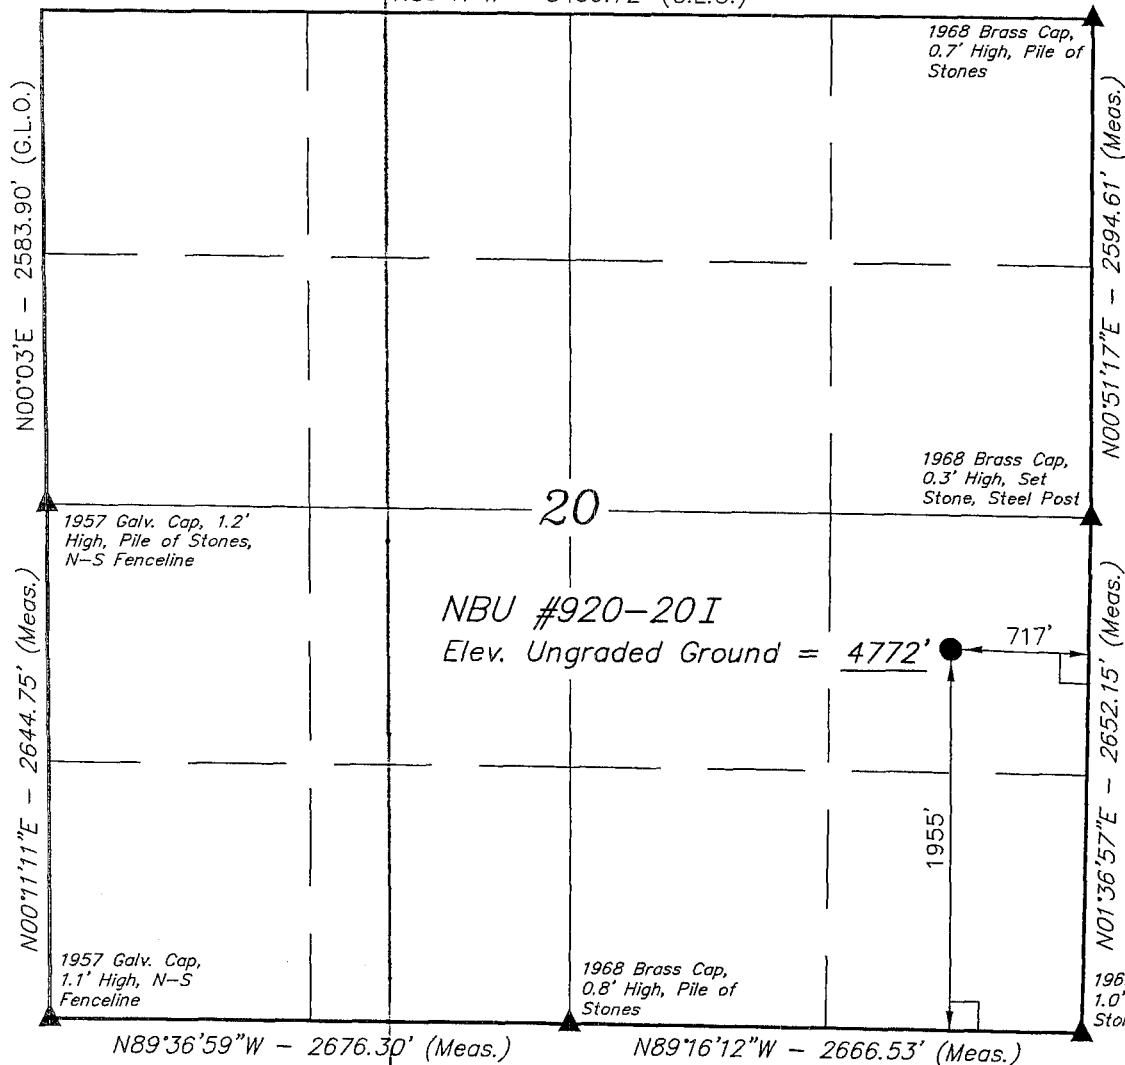 1968 Brass Cap,
0.7' High, Pile of
Stones
N00°03'E - 2583.90' (G.L.O.)
N00°51'17"E - 2594.61' (Meas.)
1968 Brass Cap,
0.3' High, Set
Stone, Steel Post
20
1957 Galv. Cap, 1.2'
High, Pile of Stones,
N-S Fenceline
NBU #920-20I
Elev. Ungraded Ground = 4772'
717'
1955'
N00°11'11"E - 2644.75' (Meas.)
N01°36'57"E - 2652.15' (Meas.)
1957 Galv. Cap,
1.1' High, N-S
Fenceline
1968 Brass Cap,
0.8' High, Pile of
Stones
196
1.0'
Sto
N89°36'59"W - 2676.30' (Meas.)
N89°16'12"W - 2666.53' (Meas.)